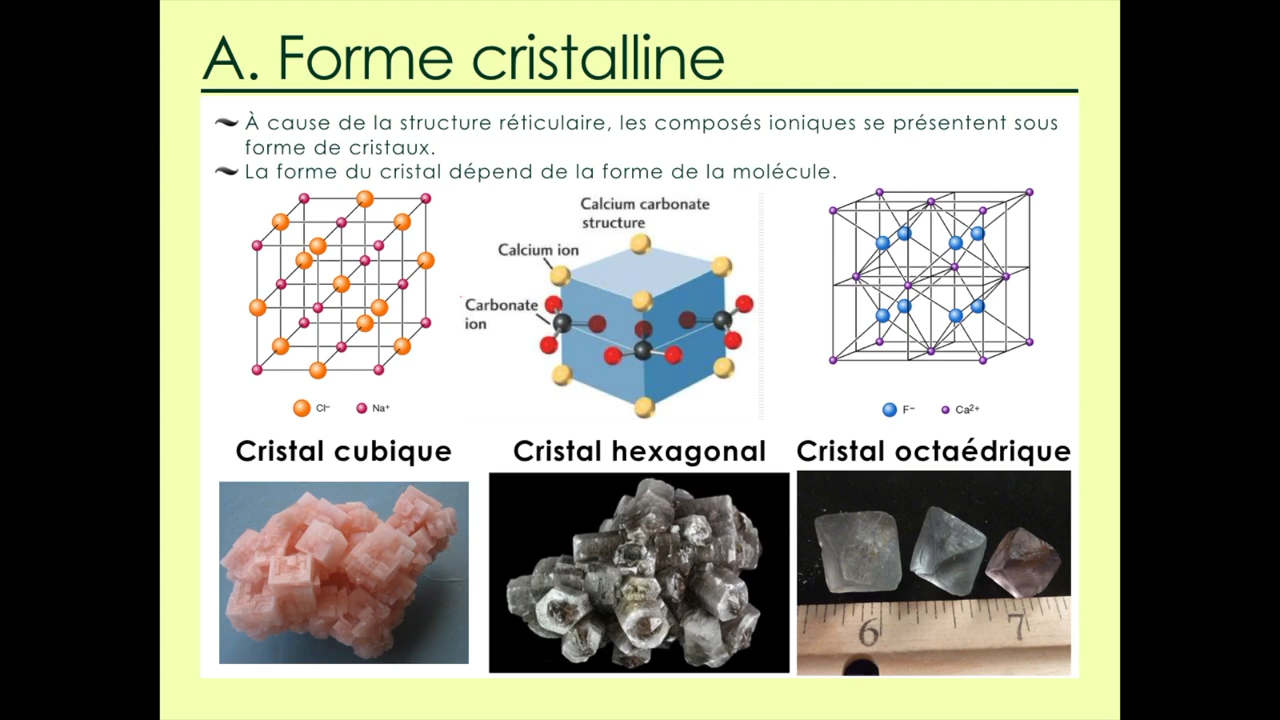 A. Forme cristalline
À cause de la structure réticulaire, les composés ioniques se présentent sous
forme de cristaux.
La forme du cristal dépend de la forme de la molécule.
Calcium carbonate
structure
Calcium ion
Carbonate
ion
Cl⁻ Na⁺
F⁻ Ca²⁺
Cristal cubique
Cristal hexagonal
Cristal octaédrique
6 7